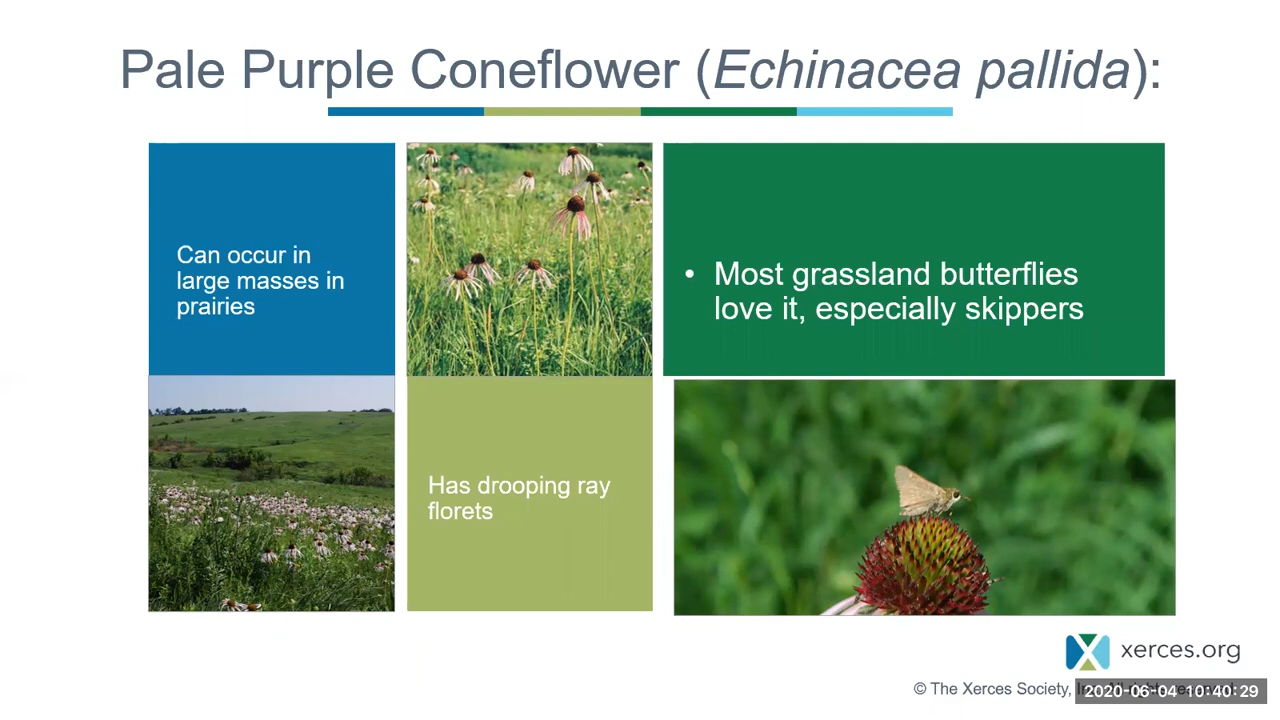 Pale Purple Coneflower (Echinacea pallida):
Can occur in
large masses in
prairies
• Most grassland butterflies
love it, especially skippers
Has drooping ray
florets
xerces.org
© The Xerces Society,
2020-06-04 10:40:29